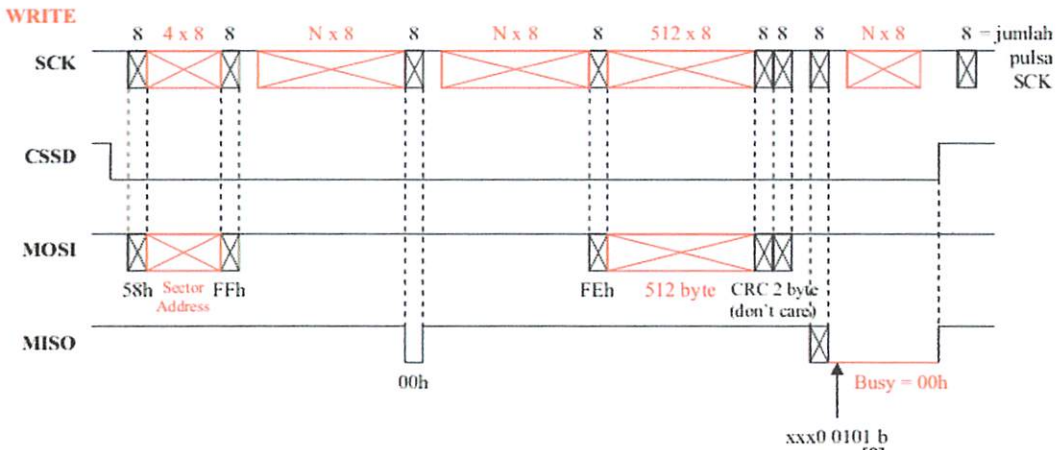 WRITE
8 4 x 8 8 N x 8 8 N x 8 8 512 x 8 8 8 8 N x 8 8 = jumlah
SCK pulsa
SCK
CSSD
MOSI
58h Sector FFh FEh 512 byte CRC 2 byte
Address (don't care)
MISO
00h Busy = 00h
xxx0 0101 b